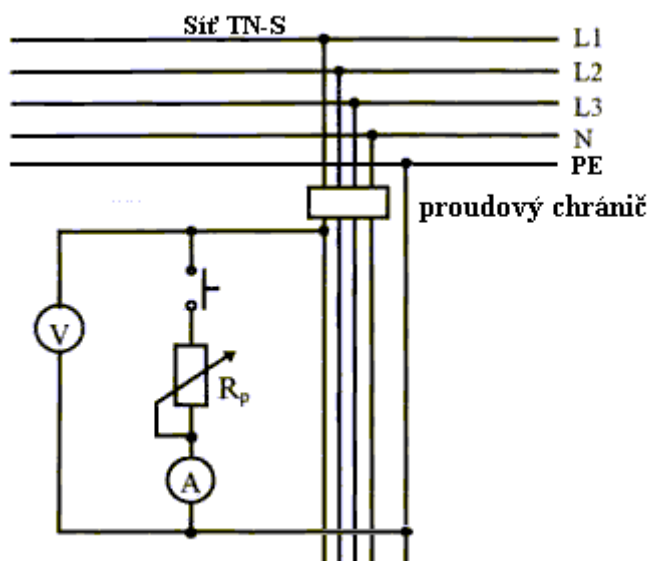 Síť TN-S
L1
L2
L3
N
PE
proudový chránič
V
Rp
A